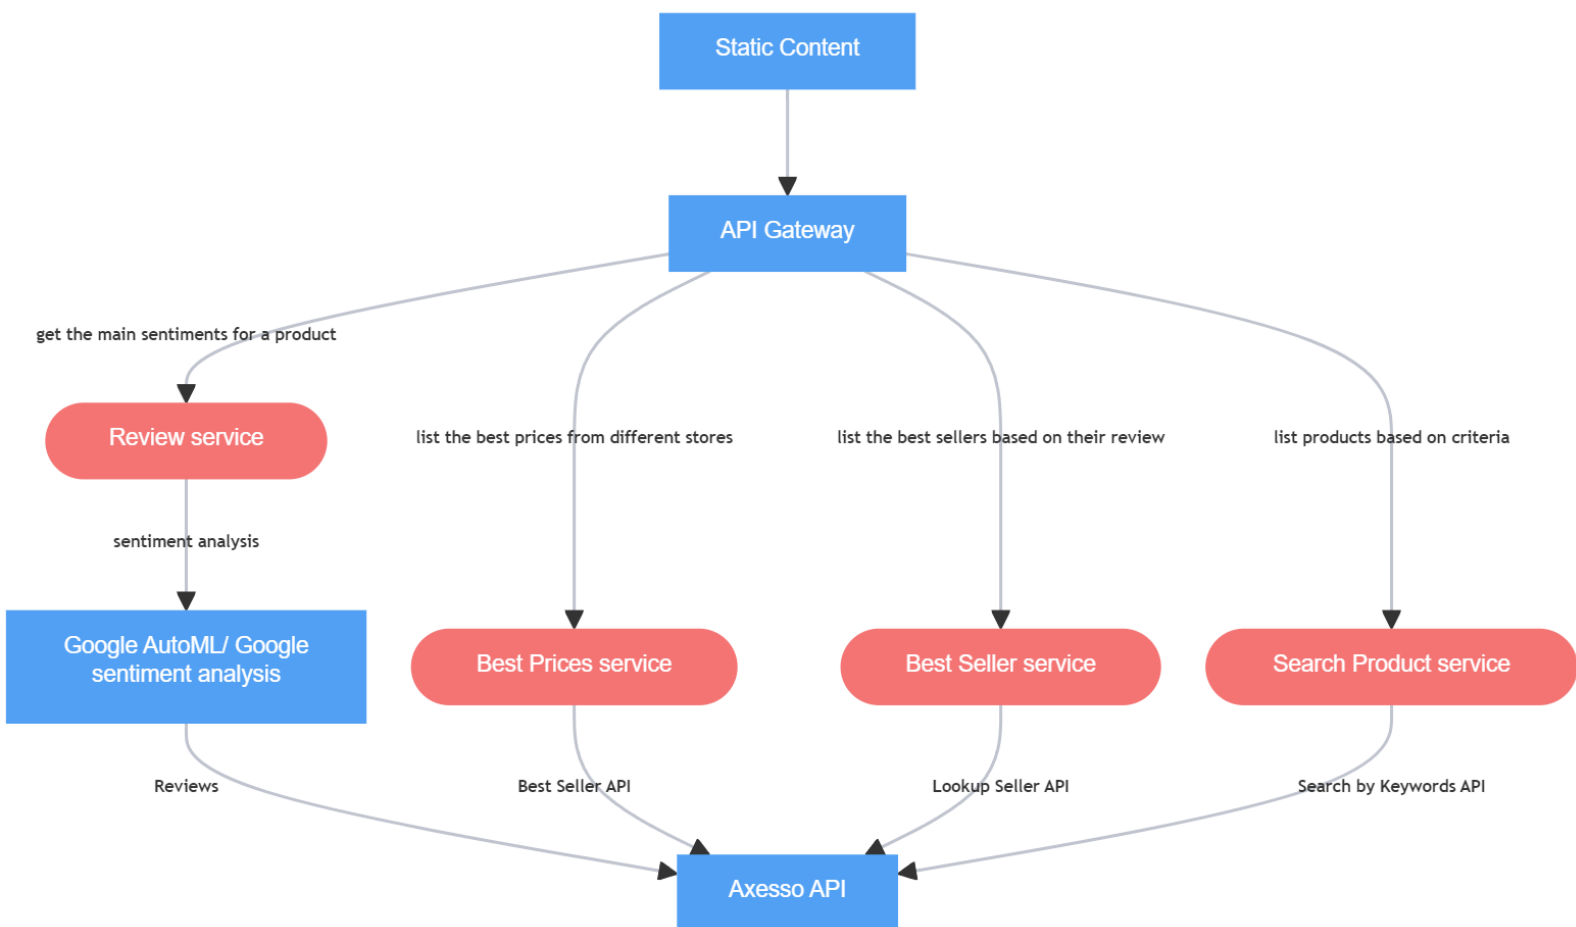 Static Content
API Gateway
get the main sentiments for a product
Review service
list the best prices from different stores
list the best sellers based on their review
list products based on criteria
sentiment analysis
Google AutoML/ Google
sentiment analysis
Best Prices service
Best Seller service
Search Product service
Reviews
Best Seller API
Lookup Seller API
Search by Keywords API
Axesso API